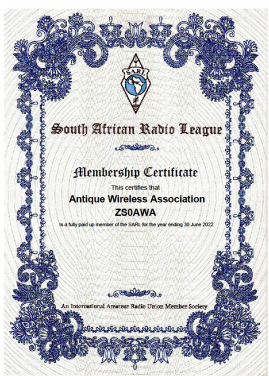 SARL
South African Radio League
Membership Certificate
This certifies that
Antique Wireless Association
ZS0AWA
Is a fully paid up member of the SARL for the year ending 30 June 2022
An International Amateur Radio Union Member Society